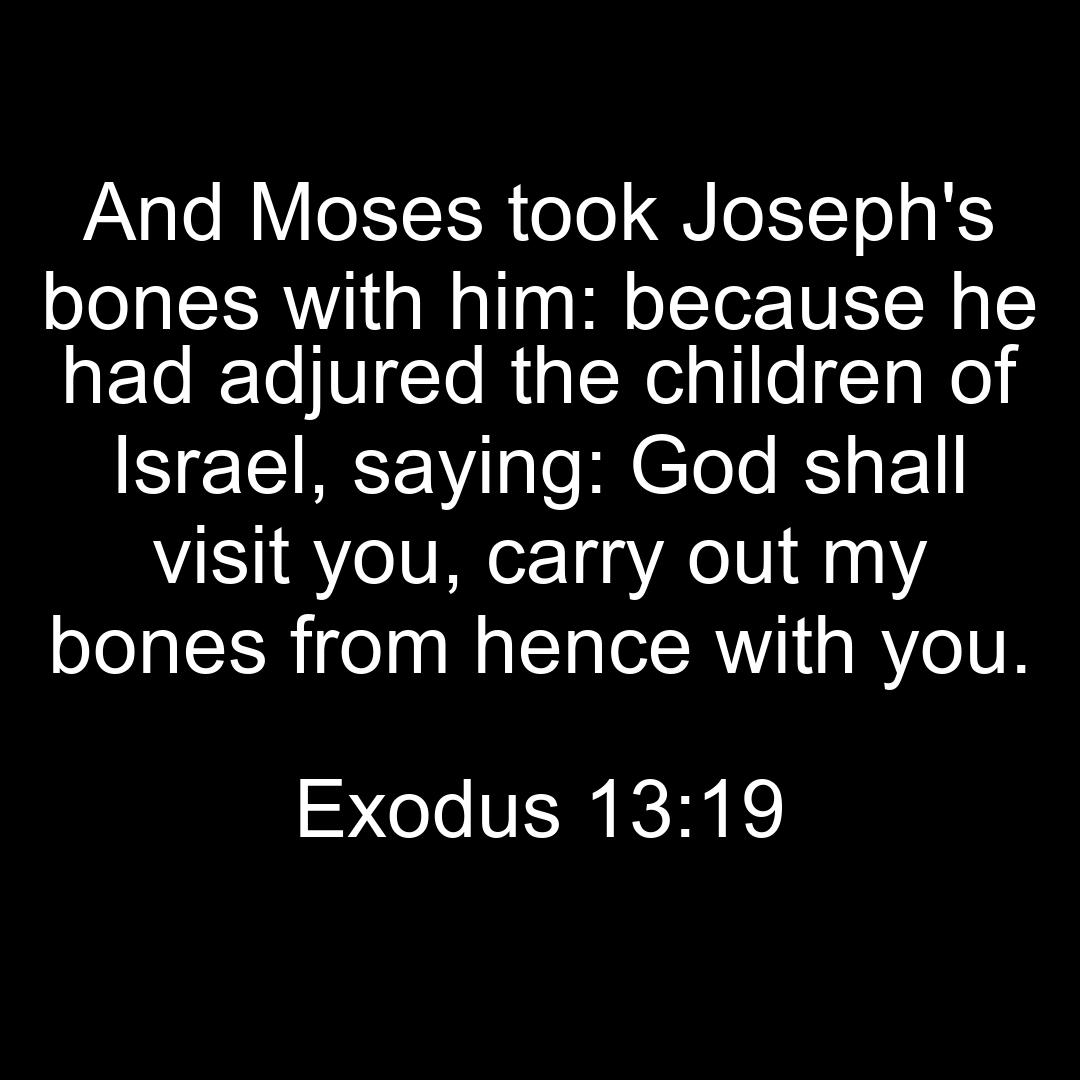 And Moses took Joseph's
bones with him: because he
had adjured the children of
Israel, saying: God shall
visit you, carry out my
bones from hence with you.
Exodus 13:19